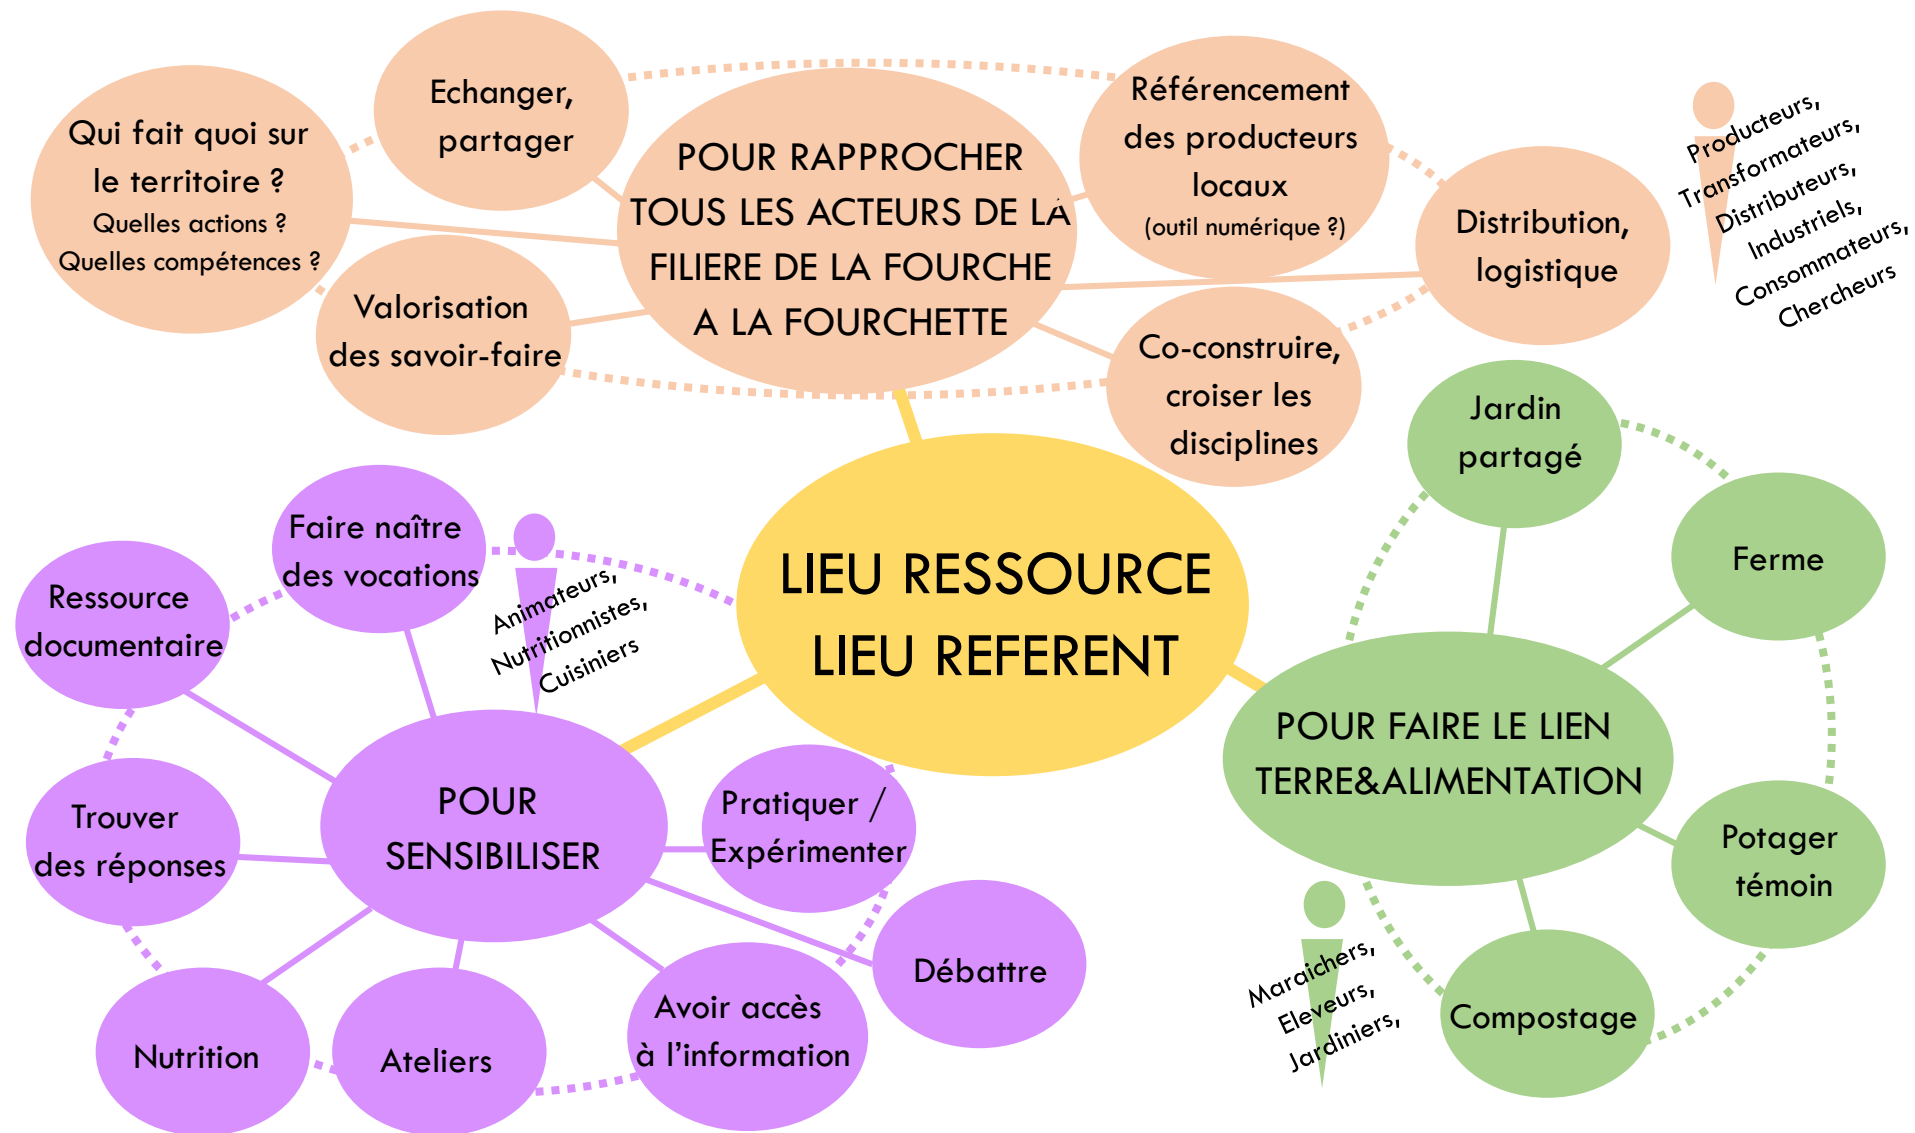 Echanger,
partager
Qui fait quoi sur
le territoire ?
Quelles actions ?
Quelles compétences ?
Valorisation
des savoir-faire
POUR RAPPROCHER
TOUS LES ACTEURS DE LA
FILIERE DE LA FOURCHE
A LA FOURCHETTE
Référencement
des producteurs
locaux
(outil numérique ?)
Distribution,
logistique
Co-construire,
croiser les
disciplines
Producteurs,
Transformateurs,
Distributeurs,
Industriels,
Consommateurs,
Chercheurs
LIEU RESSOURCE
LIEU REFERENT
Faire naître
des vocations
Ressource
documentaire
Trouver
des réponses
Nutrition
Ateliers
Avoir accès
à l’information
Débattre
Pratiquer /
Expérimenter
POUR
SENSIBILISER
Animateurs,
Nutritionnistes,
Cuisiniers
Jardin
partagé
Ferme
Potager
témoin
Compostage
POUR FAIRE LE LIEN
TERRE&ALIMENTATION
Maraichers,
Eleveurs,
Jardiniers,